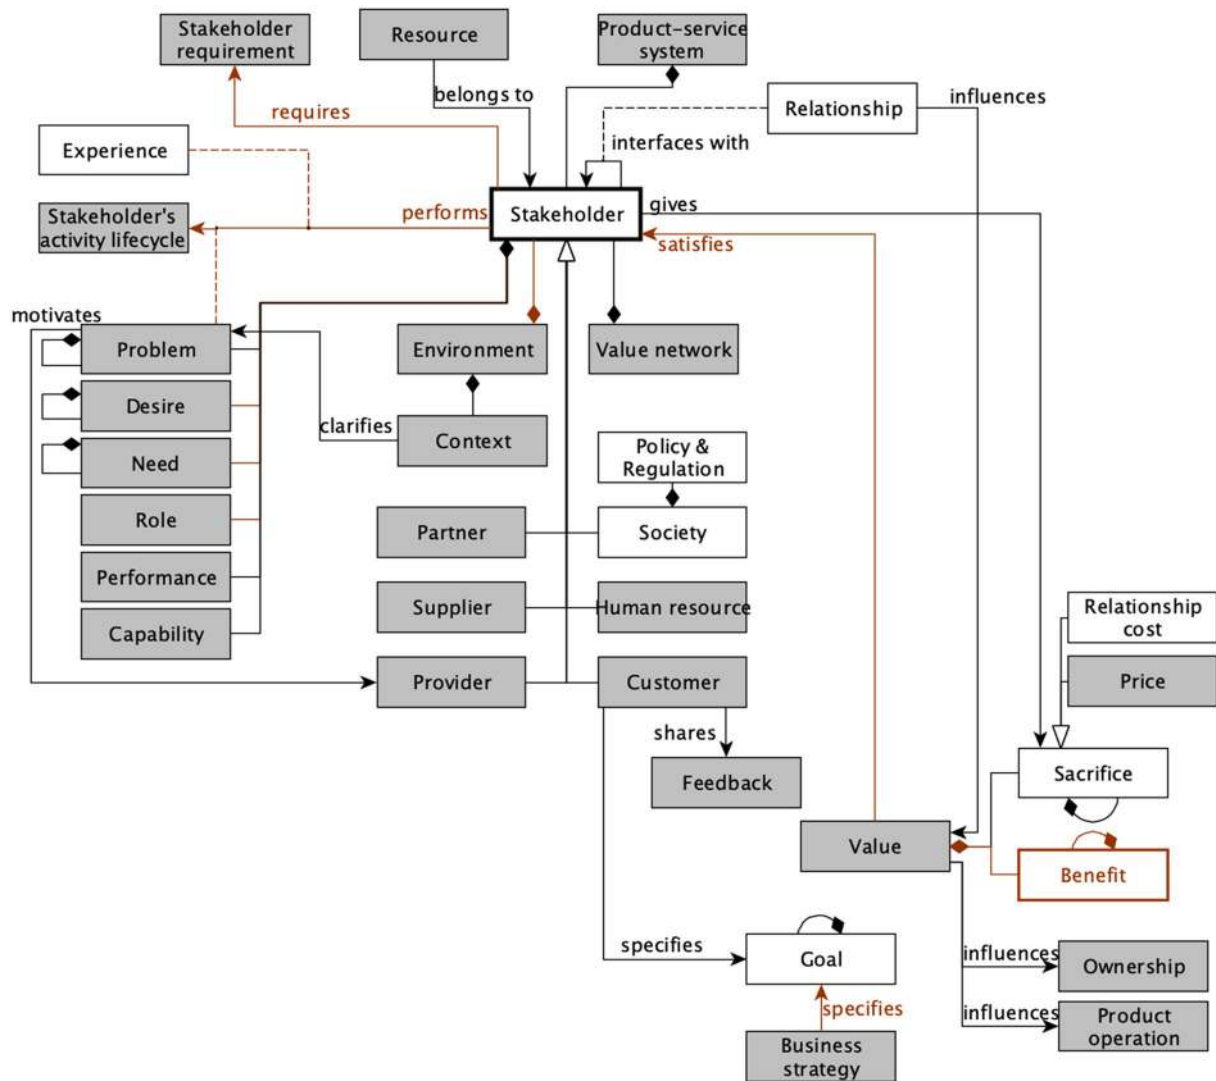 Stakeholder
requirement
Resource
Product-service
system
Relationship
influences
belongs to
requires
interfaces with
Experience
Stakeholder's
activity lifecycle
performs
Stakeholder
gives
satisfies
motivates
Problem
Environment
Value network
Desire
clarifies
Context
Need
Policy &
Regulation
Role
Partner
Society
Performance
Supplier
Human resource
Relationship
cost
Capability
Provider
Customer
Price
shares
Feedback
Sacrifice
Value
Benefit
specifies
Goal
influences
Ownership
specifies
influences
Product
operation
Business
strategy